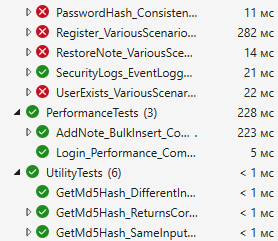 PasswordHash_Consisten... 11 мс
Register_VariousScenario... 282 мс
RestoreNote_VariousSce... 14 мс
SecurityLogs_EventLogg... 21 мс
UserExists_VariousScenar... 22 мс
PerformanceTests (3) 228 мс
AddNote_BulkInsert_Co... 223 мс
Login_Performance_Com... 5 мс
UtilityTests (6) < 1 мс
GetMd5Hash_DifferentIn... < 1 мс
GetMd5Hash_ReturnsCor... < 1 мс
GetMd5Hash_SameInput... < 1 мс